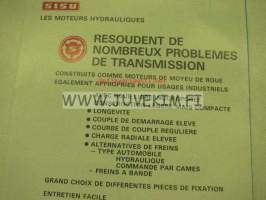 SISU
LES MOTEURS HYDRAULIQUES
RESOUDENT DE
NOMBREUX PROBLEMES
DE TRANSMISSION
CONSTRUITS COMME MOTEURS DE MOYEU DE ROUE
EGALEMENT APPROPRIES POUR USAGES INDUSTRIELS
WWW.TUVEKIM.FI
COMPACTE
● LONGEVITE
● COUPLE DE DEMARRAGE ELEVE
● COURBE DE COUPLE REGULIERE
● CHARGE RADIALE ELEVEE
● ALTERNATIVES DE FREINS
– TYPE AUTOMOBILE
HYDRAULIQUE
COMMANDE PAR CAMES
– FREINS A BANDE
GRAND CHOIX DE DIFFERENTES PIECES DE FIXATION
ENTRETIEN FACILE